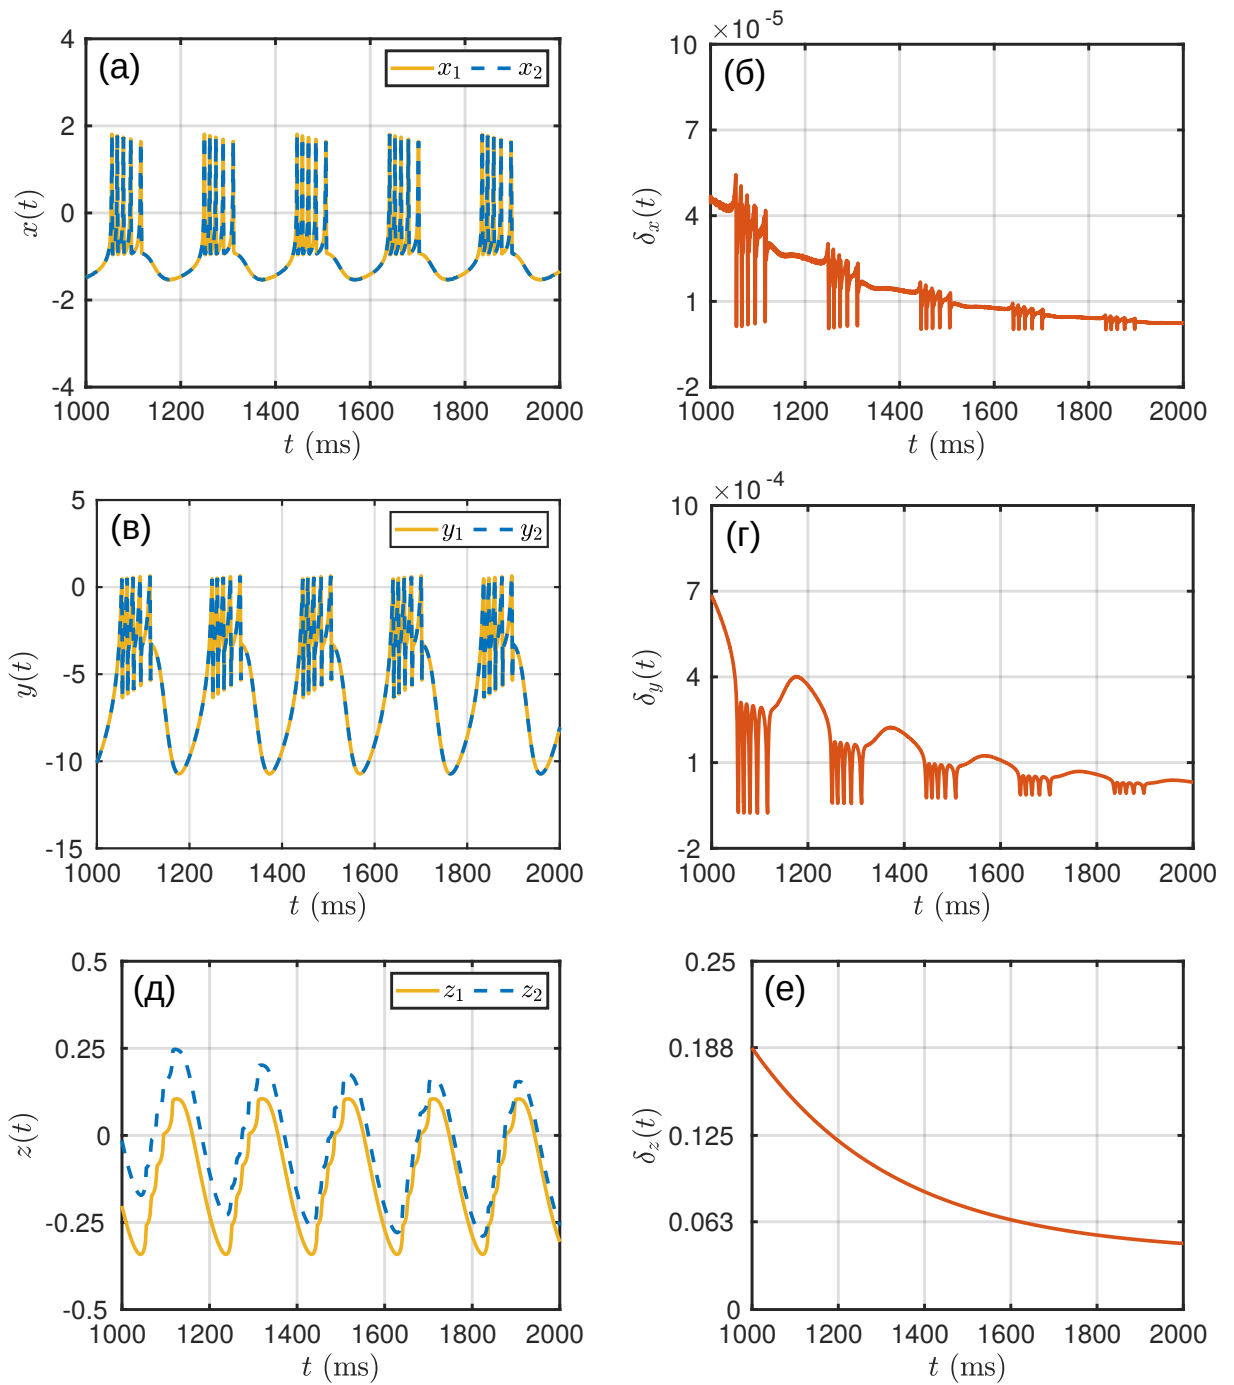 (а)
x₁ x₂
4
2
0
-2
-4
x(t)
1000 1200 1400 1600 1800 2000
t (ms)
×10⁻⁵
(б)
10
7
4
1
-2
δₓ(t)
1000 1200 1400 1600 1800 2000
t (ms)
(в)
y₁ y₂
5
0
-5
-10
-15
y(t)
1000 1200 1400 1600 1800 2000
t (ms)
×10⁻⁴
(г)
10
7
4
1
-2
δ_y(t)
1000 1200 1400 1600 1800 2000
t (ms)
(д)
z₁ z₂
0.5
0.25
0
-0.25
-0.5
z(t)
1000 1200 1400 1600 1800 2000
t (ms)
(е)
0.25
0.188
0.125
0.063
0
δ_z(t)
1000 1200 1400 1600 1800 2000
t (ms)